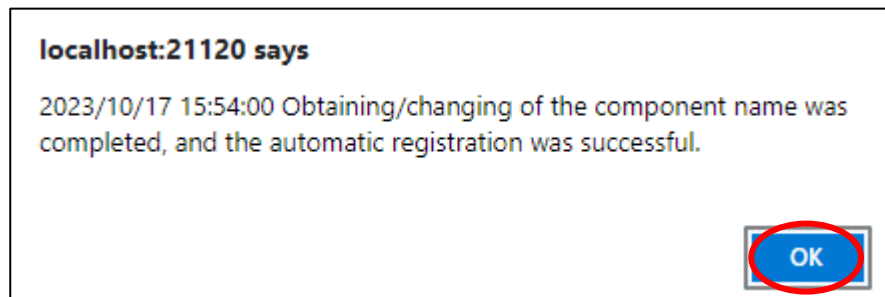 localhost:21120 says
2023/10/17 15:54:00 Obtaining/changing of the component name was
completed, and the automatic registration was successful.
OK